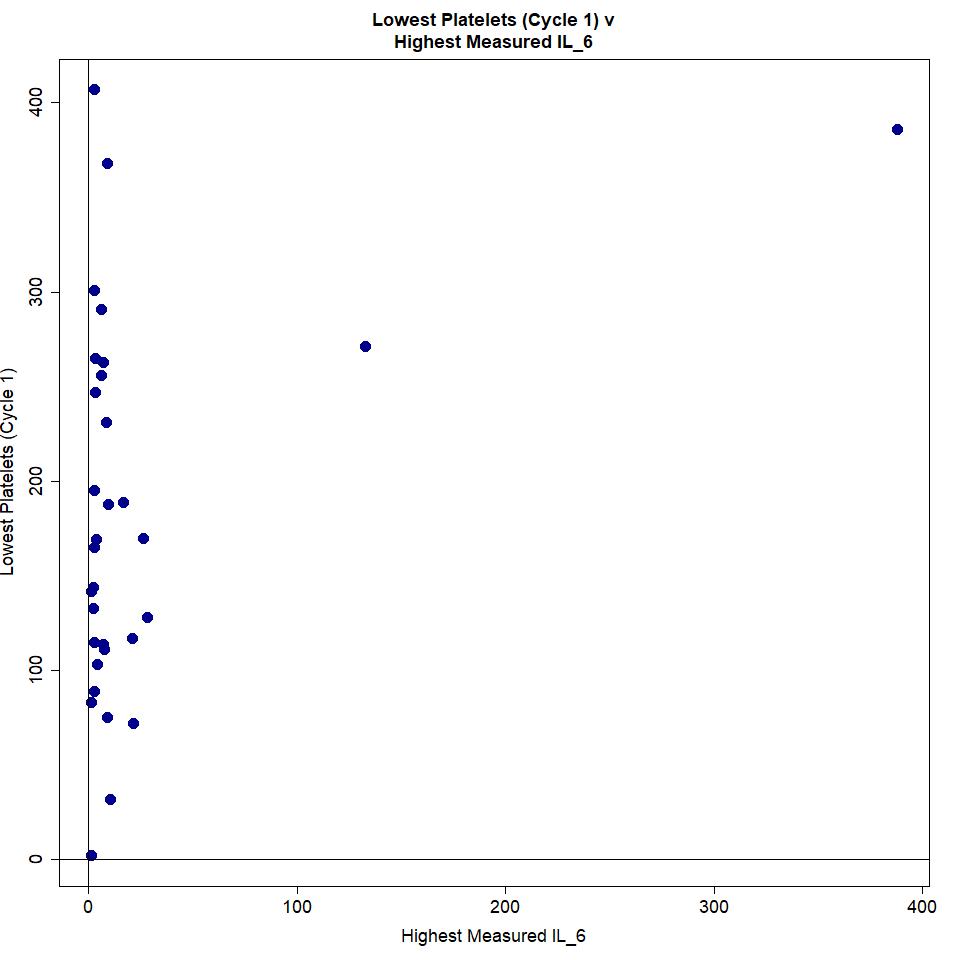 Lowest Platelets (Cycle 1) v
Highest Measured IL_6
Lowest Platelets (Cycle 1)
400
300
200
100
0
0 100 200 300 400
Highest Measured IL_6